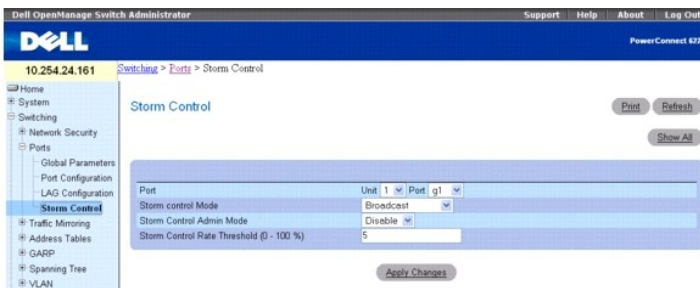 Dell OpenManage Switch Administrator
Support Help About Log Out
DELL
PowerConnect 622
10.254.24.161
Switching > Ports > Storm Control
Home
System
Switching
Network Security
Ports
Global Parameters
Port Configuration
LAG Configuration
Storm Control
Traffic Mirroring
Address Tables
GARP
Spanning Tree
VLAN
Storm Control
Print Refresh
Show All
Port Unit 1 Port g1
Storm control Mode Broadcast
Storm Control Admin Mode Disable
Storm Control Rate Threshold (0 - 100 %) 5
Apply Changes